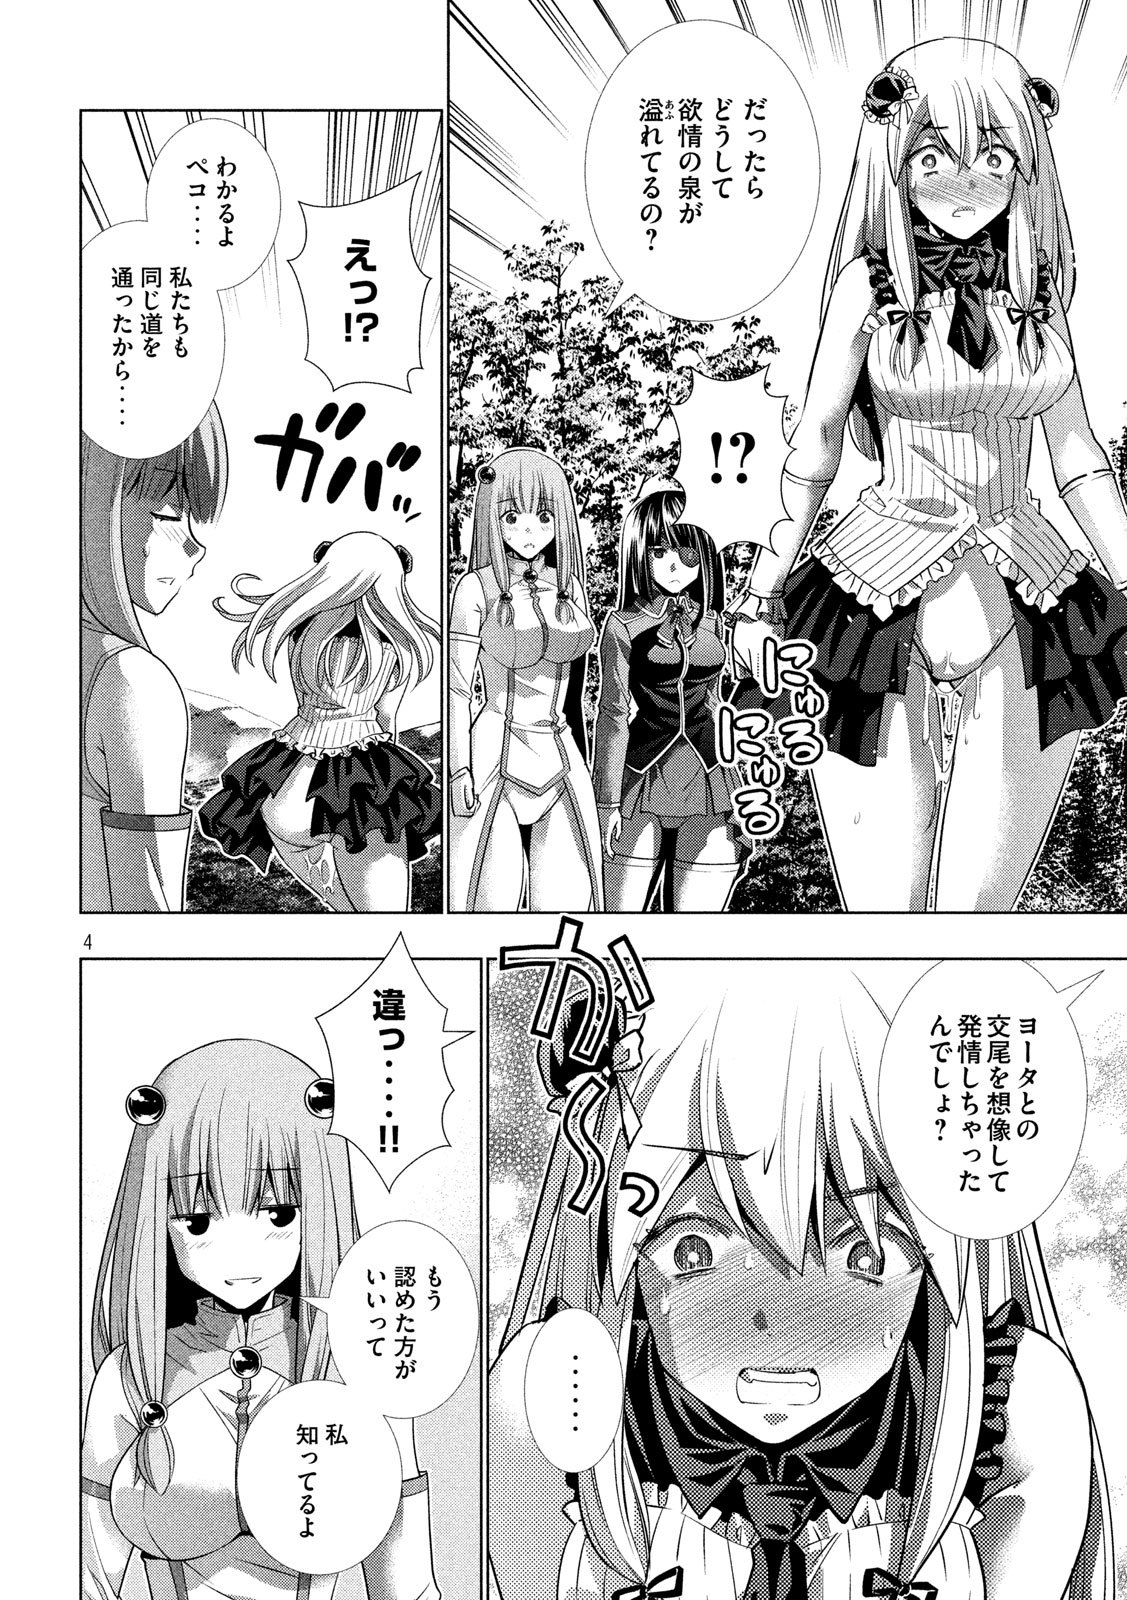 だったら
どうして
欲情の泉が
溢れてるの?
あふ
!?
にゅる
にゅる
えっ!?
ガバッ
わかるよ
ペコ‥‥
私たちも
同じ道を
通ったから‥‥
4
ヨータとの
交尾を想像して
発情しちゃった
んでしょ?
か~~っ
‥‥‥
違っ‥‥!!
もう
認めた方が
いいって
私
知ってるよ